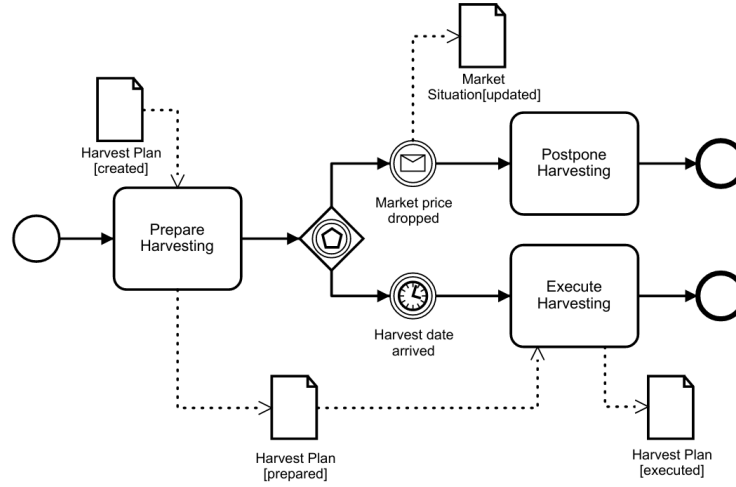 Market
Situation[updated]
Harvest Plan
[created]
Prepare
Harvesting
Market price
dropped
Postpone
Harvesting
Harvest date
arrived
Execute
Harvesting
Harvest Plan
[prepared]
Harvest Plan
[executed]